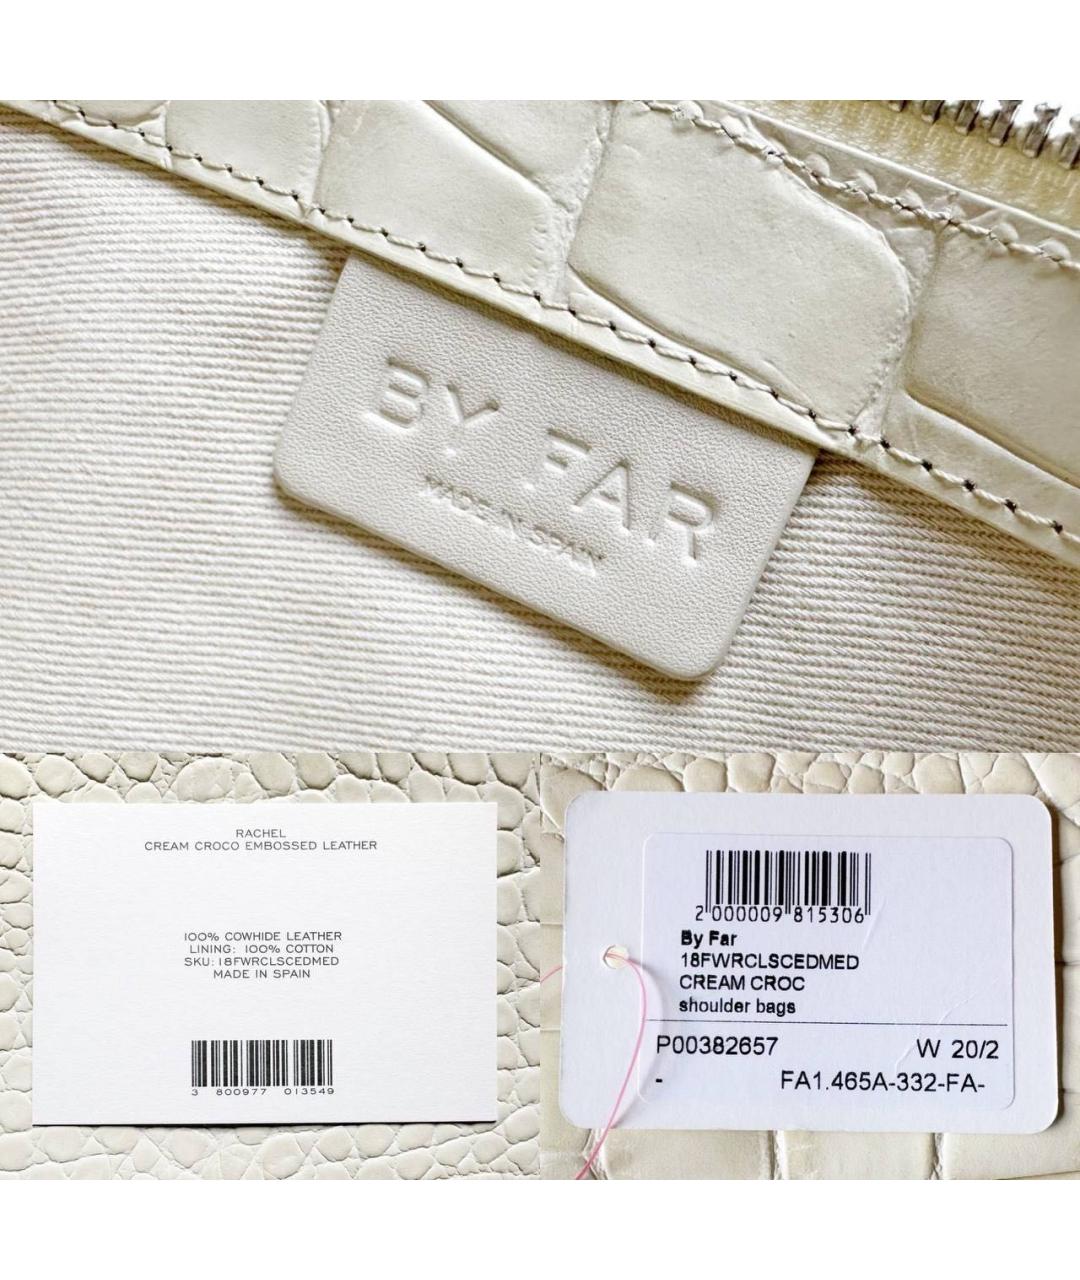 BY FAR
MADE IN SPAIN
RACHEL
CREAM CROCO EMBOSSED LEATHER
100% COWHIDE LEATHER
LINING: 100% COTTON
SKU: 18FWRCLSCEDMED
MADE IN SPAIN
3 800977 013549
2 000009 815306
By Far
18FWRCLSCEDMED
CREAM CROC
shoulder bags
P00382657 W 20/2
- FA1.465A-332-FA-